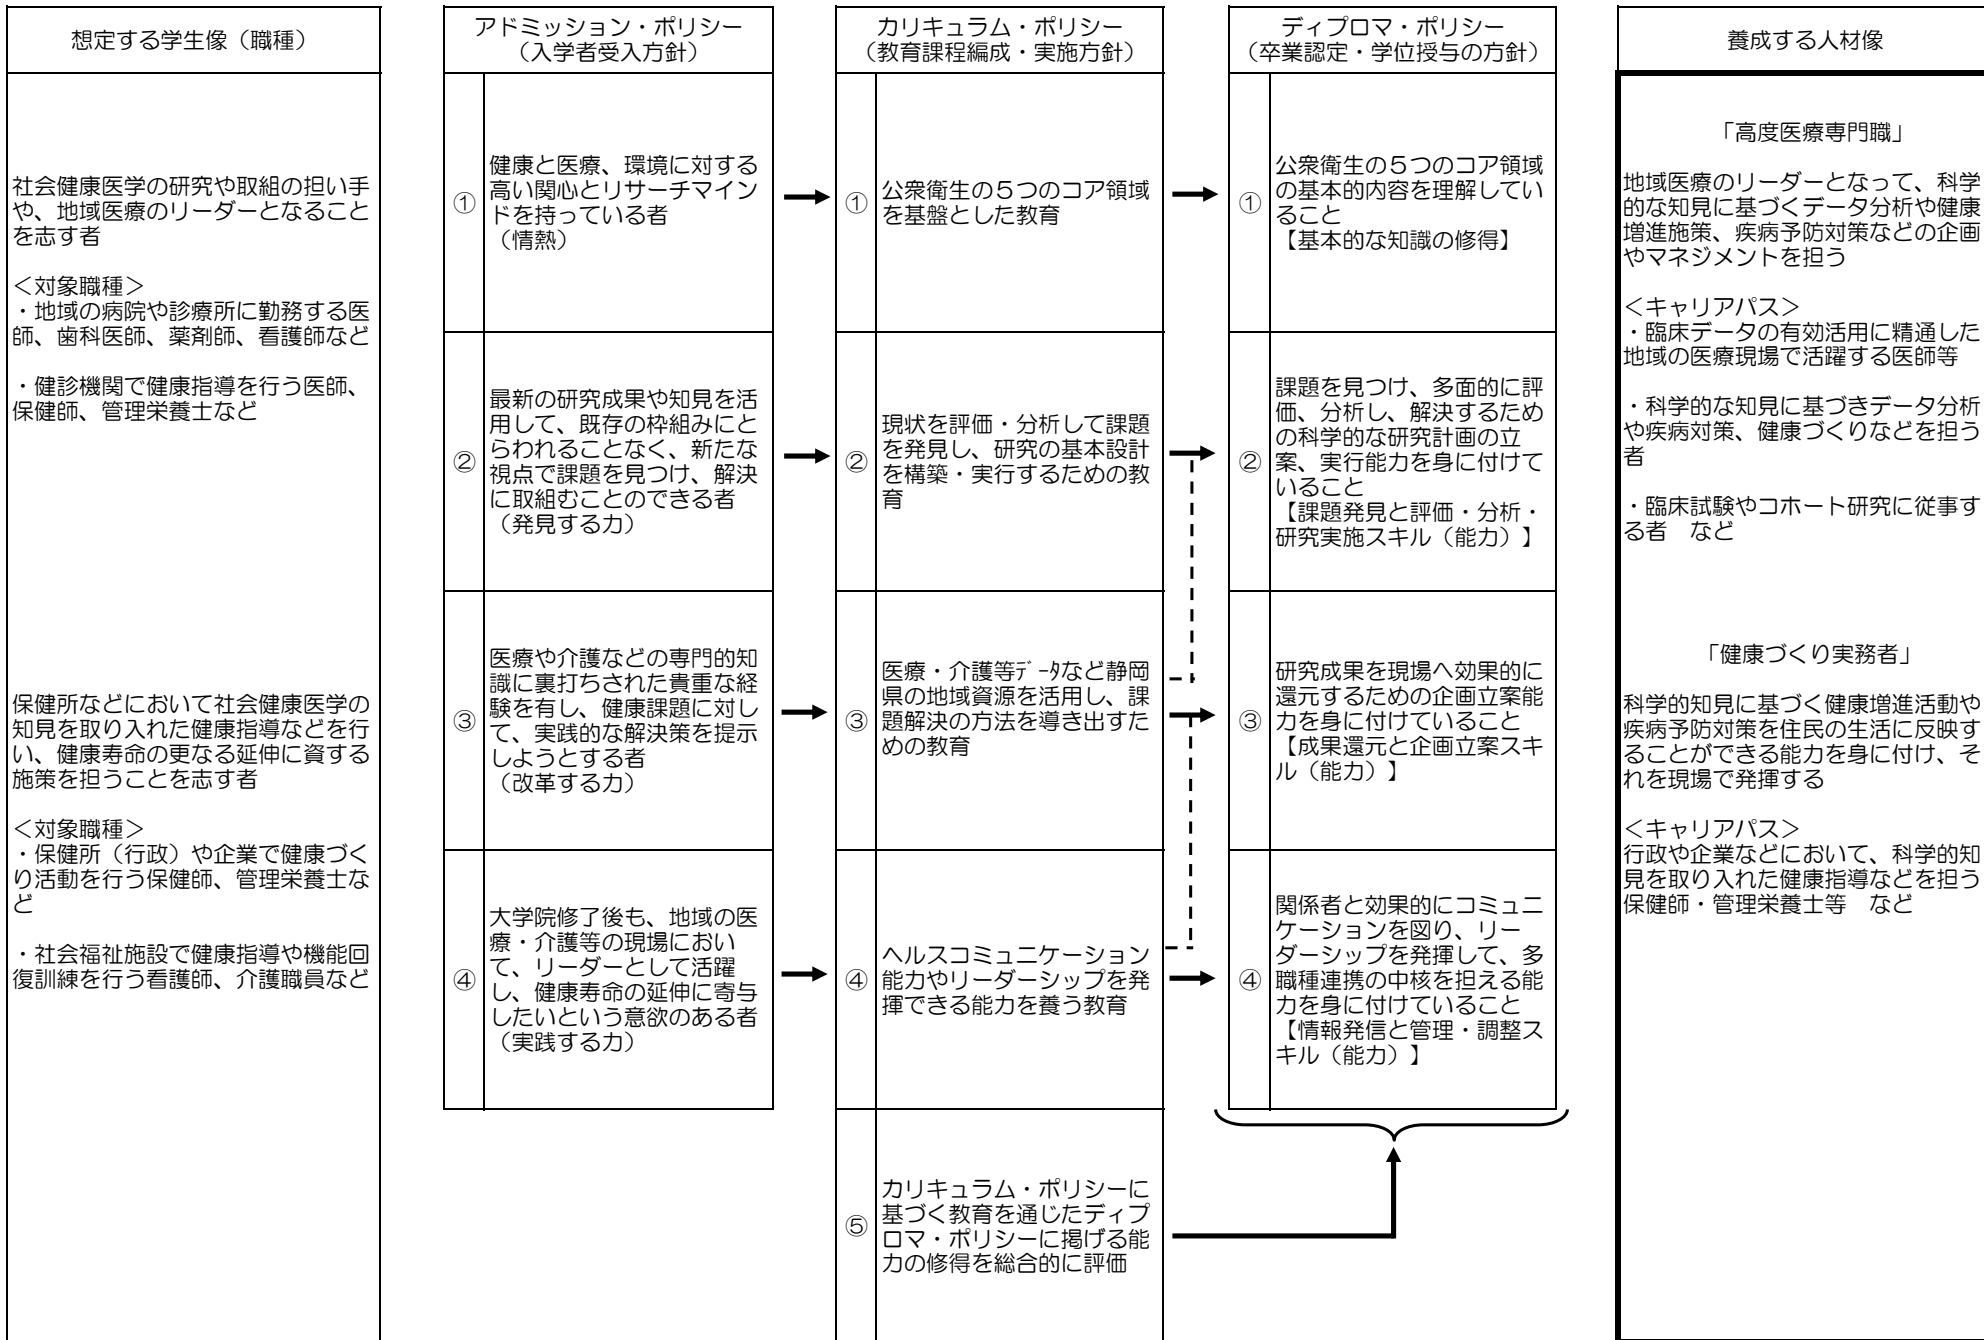 想定する学生像（職種）
社会健康医学の研究や取組の担い手
や、地域医療のリーダーとなること
を志す者
＜対象職種＞
・地域の病院や診療所に勤務する医
師、歯科医師、薬剤師、看護師など
・健診機関で健康指導を行う医師、
保健師、管理栄養士など
保健所などにおいて社会健康医学の
知見を取り入れた健康指導などを行
い、健康寿命の更なる延伸に資する
施策を担うことを志す者
＜対象職種＞
・保健所（行政）や企業で健康づく
り活動を行う保健師、管理栄養士な
ど
・社会福祉施設で健康指導や機能回
復訓練を行う看護師、介護職員など
アドミッション・ポリシー
（入学者受入方針）
①
健康と医療、環境に対する
高い関心とリサーチマイン
ドを持っている者
（情熱）
②
最新の研究成果や知見を活
用して、既存の枠組みにと
らわれることなく、新たな
視点で課題を見つけ、解決
に取組むことのできる者
（発見する力）
③
医療や介護などの専門的知
識に裏打ちされた貴重な経
験を有し、健康課題に対し
て、実践的な解決策を提示
しようとする者
（改革する力）
④
大学院修了後も、地域の医
療・介護等の現場におい
て、リーダーとして活躍
し、健康寿命の延伸に寄与
したいという意欲のある者
（実践する力）
カリキュラム・ポリシー
（教育課程編成・実施方針）
①
公衆衛生の５つのコア領域
を基盤とした教育
②
現状を評価・分析して課題
を発見し、研究の基本設計
を構築・実行するための教
育
③
医療・介護等ﾃﾞｰﾀなど静岡
県の地域資源を活用し、課
題解決の方法を導き出すた
めの教育
④
ヘルスコミュニケーション
能力やリーダーシップを発
揮できる能力を養う教育
⑤
カリキュラム・ポリシーに
基づく教育を通じたディプ
ロマ・ポリシーに掲げる能
力の修得を総合的に評価
ディプロマ・ポリシー
（卒業認定・学位授与の方針）
①
公衆衛生の５つのコア領域
の基本的内容を理解してい
ること
【基本的な知識の修得】
②
課題を見つけ、多面的に評
価、分析し、解決するため
の科学的な研究計画の立
案、実行能力を身に付けて
いること
【課題発見と評価・分析・
研究実施スキル（能力）】
③
研究成果を現場へ効果的に
還元するための企画立案能
力を身に付けていること
【成果還元と企画立案スキ
ル（能力）】
④
関係者と効果的にコミュニ
ケーションを図り、リー
ダーシップを発揮して、多
職種連携の中核を担える能
力を身に付けていること
【情報発信と管理・調整ス
キル（能力）】
養成する人材像
「高度医療専門職」
地域医療のリーダーとなって、科学
的な知見に基づくデータ分析や健康
増進施策、疾病予防対策などの企画
やマネジメントを担う
＜キャリアパス＞
・臨床データの有効活用に精通した
地域の医療現場で活躍する医師等
・科学的な知見に基づきデータ分析
や疾病対策、健康づくりなどを担う
者
・臨床試験やコホート研究に従事す
る者　など
「健康づくり実務者」
科学的知見に基づく健康増進活動や
疾病予防対策を住民の生活に反映す
ることができる能力を身に付け、そ
れを現場で発揮する
＜キャリアパス＞
行政や企業などにおいて、科学的知
見を取り入れた健康指導などを担う
保健師・管理栄養士等　など